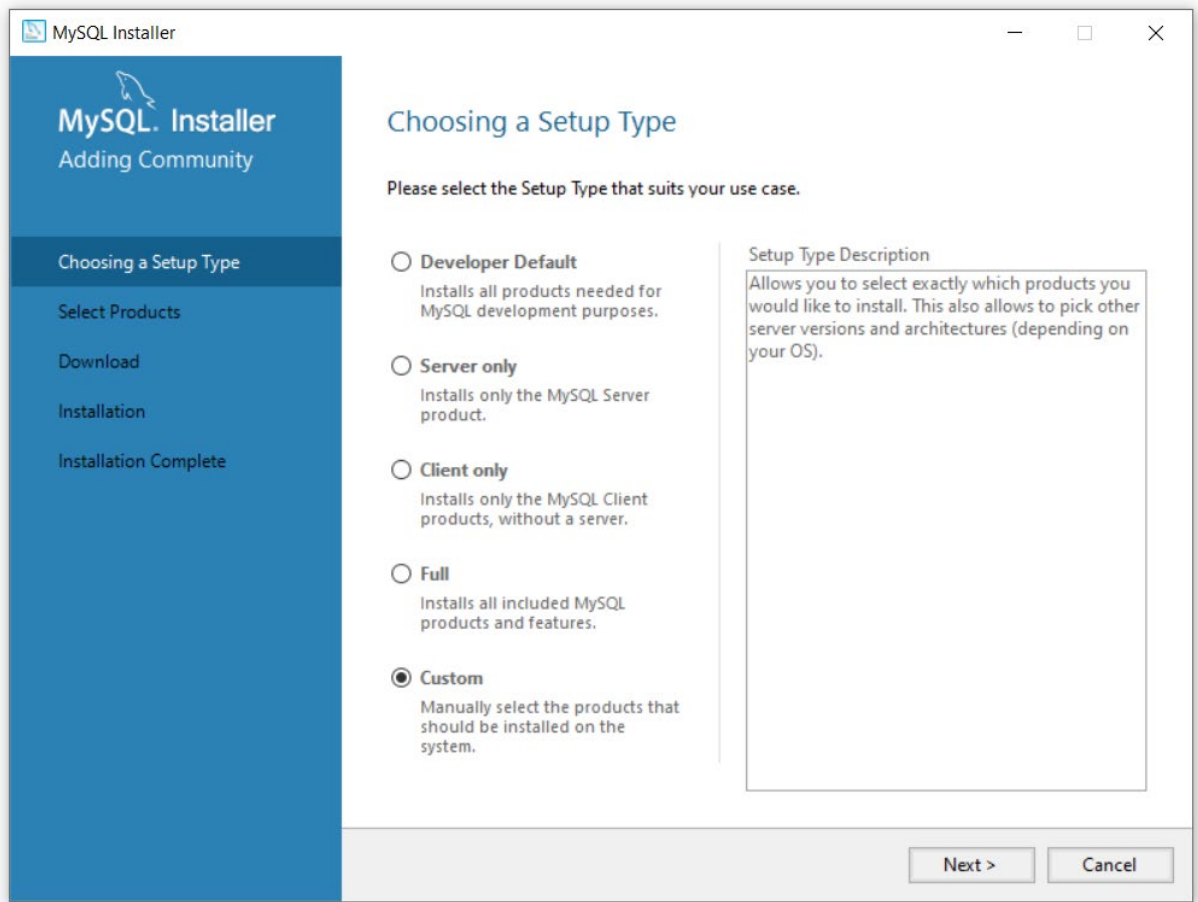 MySQL Installer
MySQL. Installer
Adding Community
Choosing a Setup Type
Select Products
Download
Installation
Installation Complete
Choosing a Setup Type
Please select the Setup Type that suits your use case.
Developer Default
Installs all products needed for
MySQL development purposes.
Server only
Installs only the MySQL Server
product.
Client only
Installs only the MySQL Client
products, without a server.
Full
Installs all included MySQL
products and features.
Custom
Manually select the products that
should be installed on the
system.
Setup Type Description
Allows you to select exactly which products you
would like to install. This also allows to pick other
server versions and architectures (depending on
your OS).
Next >
Cancel